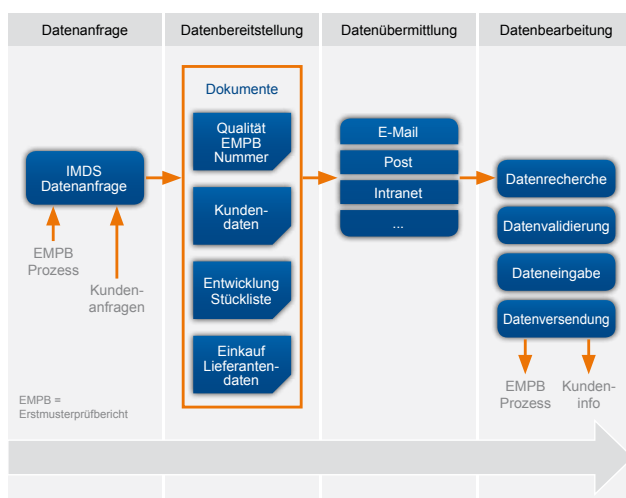 Datenanfrage
Datenbereitstellung
Datenübermittlung
Datenbearbeitung
IMDS
Datenanfrage
EMPB
Prozess
Kunden-
anfragen
EMPB =
Erstmusterprüfbericht
Dokumente
Qualität
EMPB
Nummer
Kunden-
daten
Entwicklung
Stückliste
Einkauf
Lieferanten-
daten
E-Mail
Post
Intranet
...
Datenrecherche
Datenvalidierung
Dateneingabe
Datenversendung
EMPB
Prozess
Kunden-
info